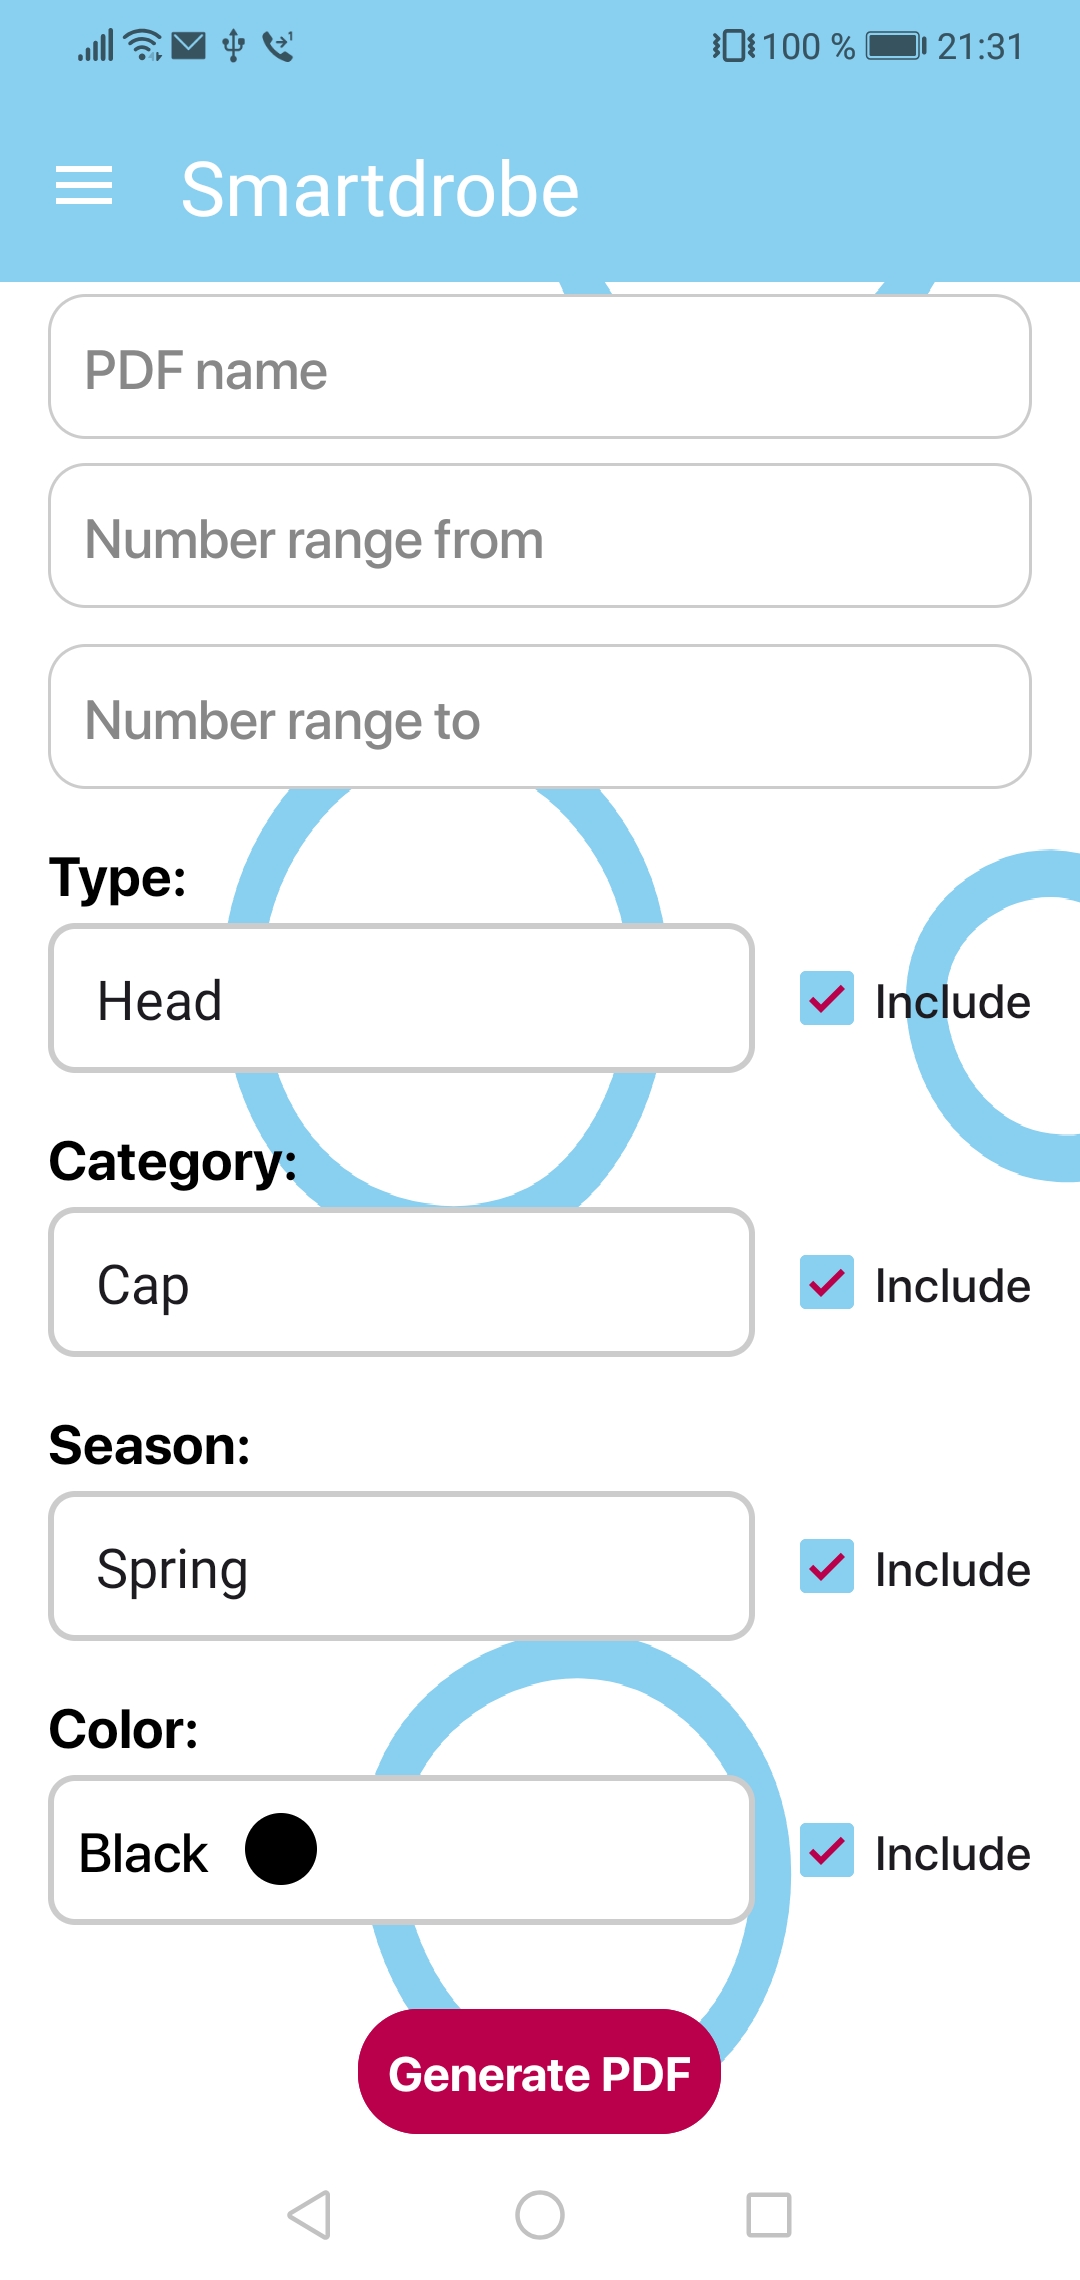 100 % 21:31
Smartdrobe
PDF name
Number range from
Number range to
Type:
Head Include
Category:
Cap Include
Season:
Spring Include
Color:
Black Include
Generate PDF